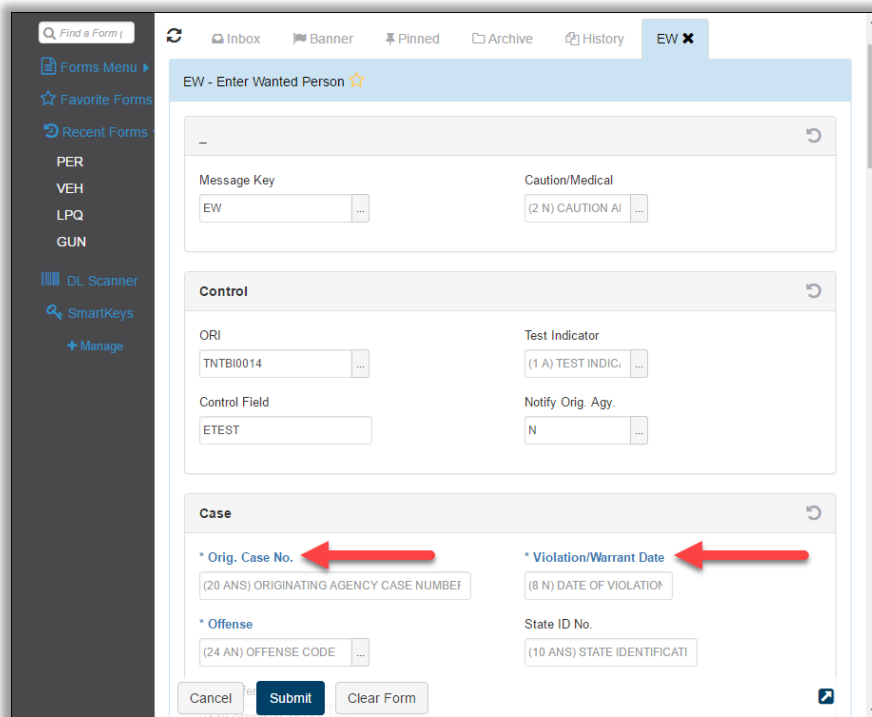 Find a Form (
Forms Menu
Favorite Forms
Recent Forms
PER
VEH
LPQ
GUN
DL Scanner
SmartKeys
+ Manage
Inbox Banner Pinned Archive History EW ✖
EW - Enter Wanted Person
_
Message Key Caution/Medical
EW ... (2 N) CAUTION A ...
Control
ORI Test Indicator
TNTBI0014 ... (1 A) TEST INDIC ...
Control Field Notify Orig. Agy.
ETEST N ...
Case
* Orig. Case No. * Violation/Warrant Date
(20 ANS) ORIGINATING AGENCY CASE NUMBER (8 N) DATE OF VIOLATION
* Offense State ID No.
(24 AN) OFFENSE CODE ... (10 ANS) STATE IDENTIFICATI
Cancel Submit Clear Form